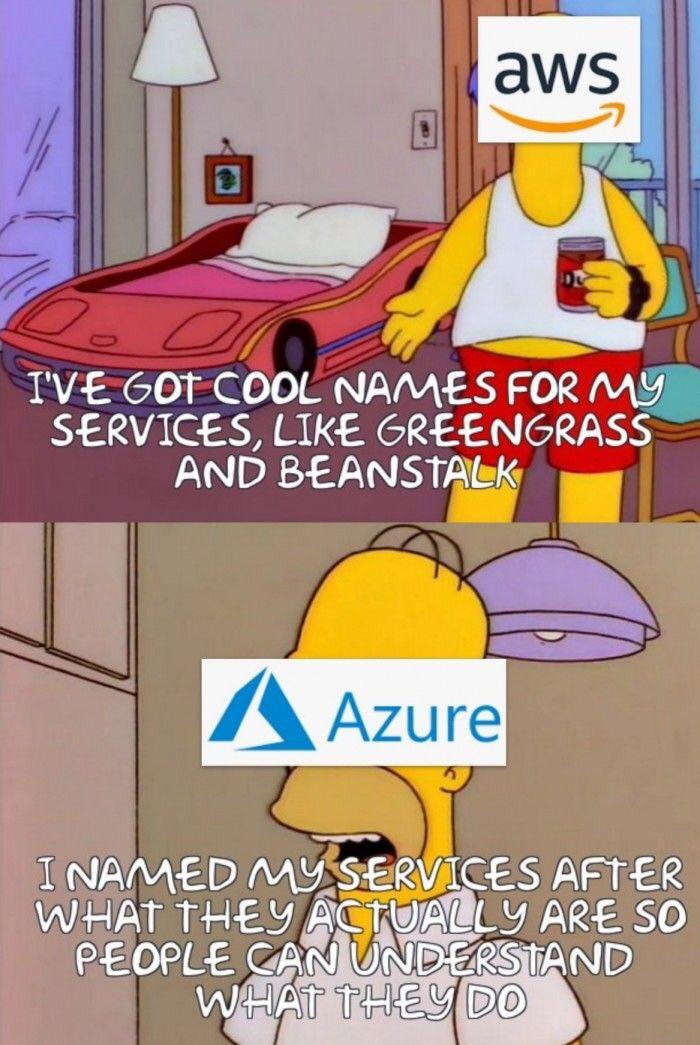 aws
I'VE GOT COOL NAMES FOR MY
SERVICES, LIKE GREENGRASS
AND BEANSTALK
Azure
I NAMED MY SERVICES AFTER
WHAT THEY ACTUALLY ARE SO
PEOPLE CAN UNDERSTAND
WHAT THEY DO